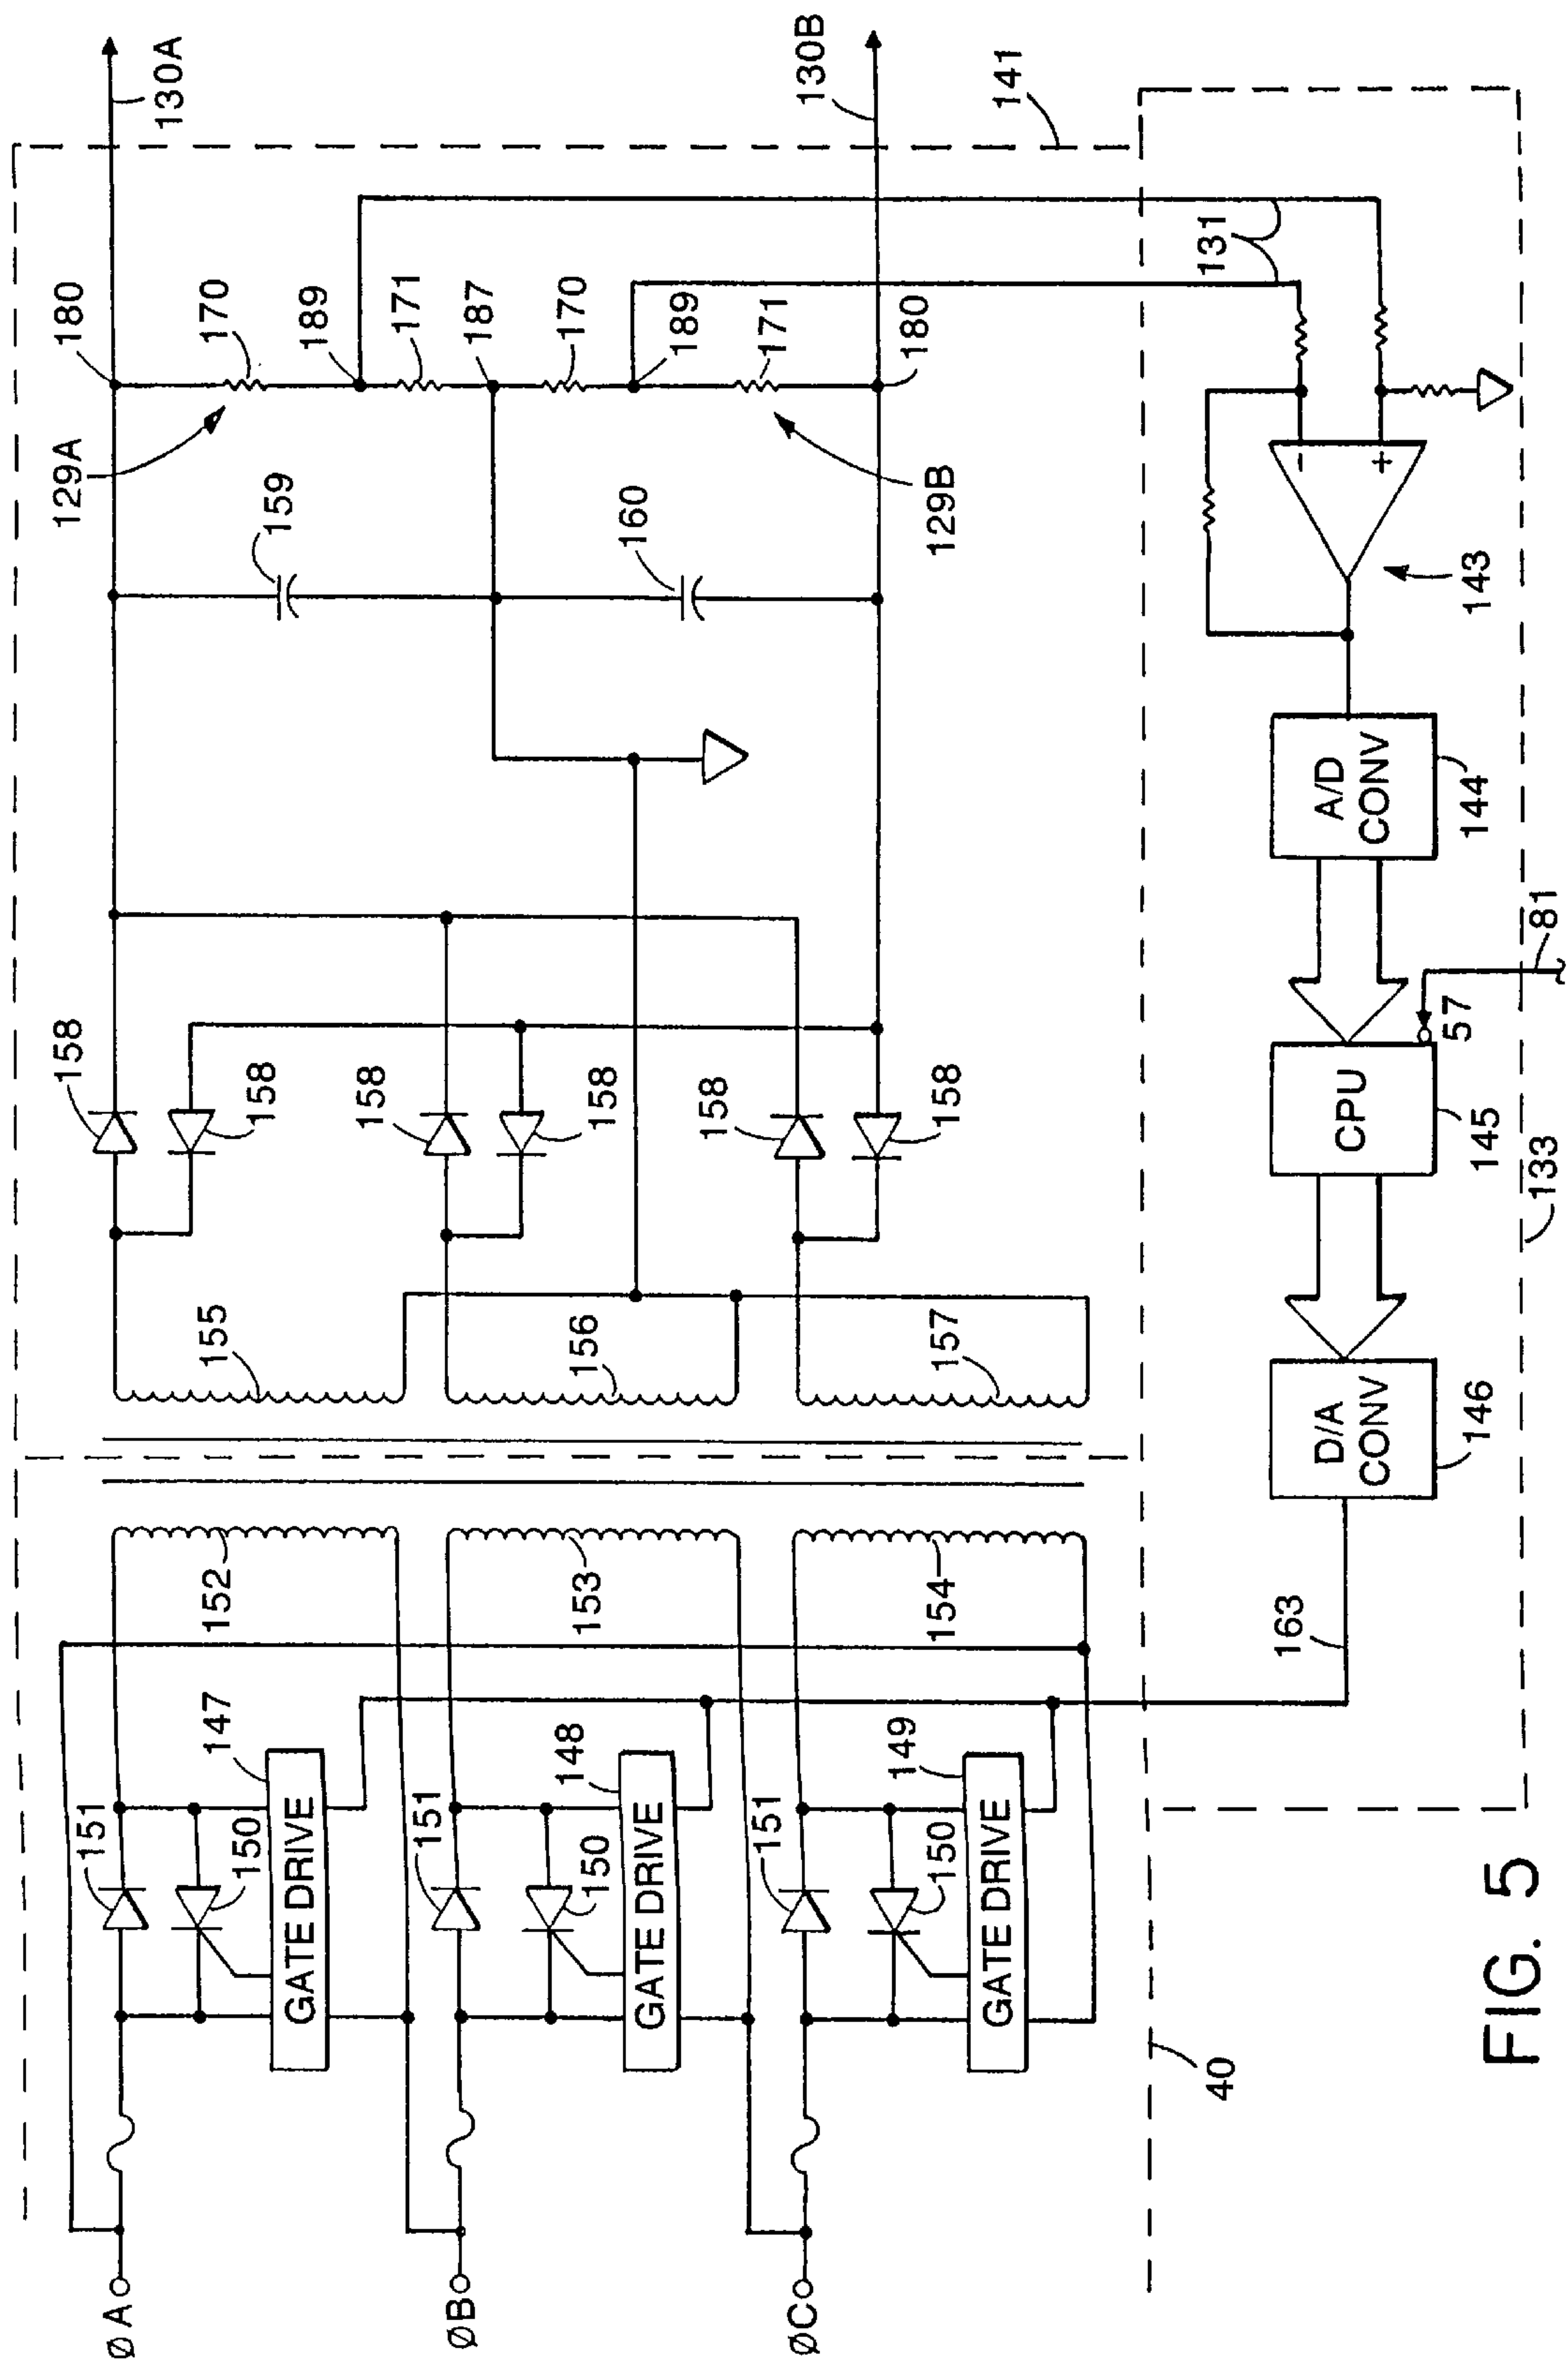 ØA
ØB
ØC
151
150
147
GATE DRIVE
152
151
150
148
GATE DRIVE
153
151
150
149
GATE DRIVE
154
40
155
156
157
158
158
158
158
158
158
159
160
129A
129B
180
170
189
171
187
170
189
171
180
130A
130B
141
131
143
−
+
A/D
CONV
144
81
57
CPU
145
133
D/A
CONV
146
163
FIG. 5